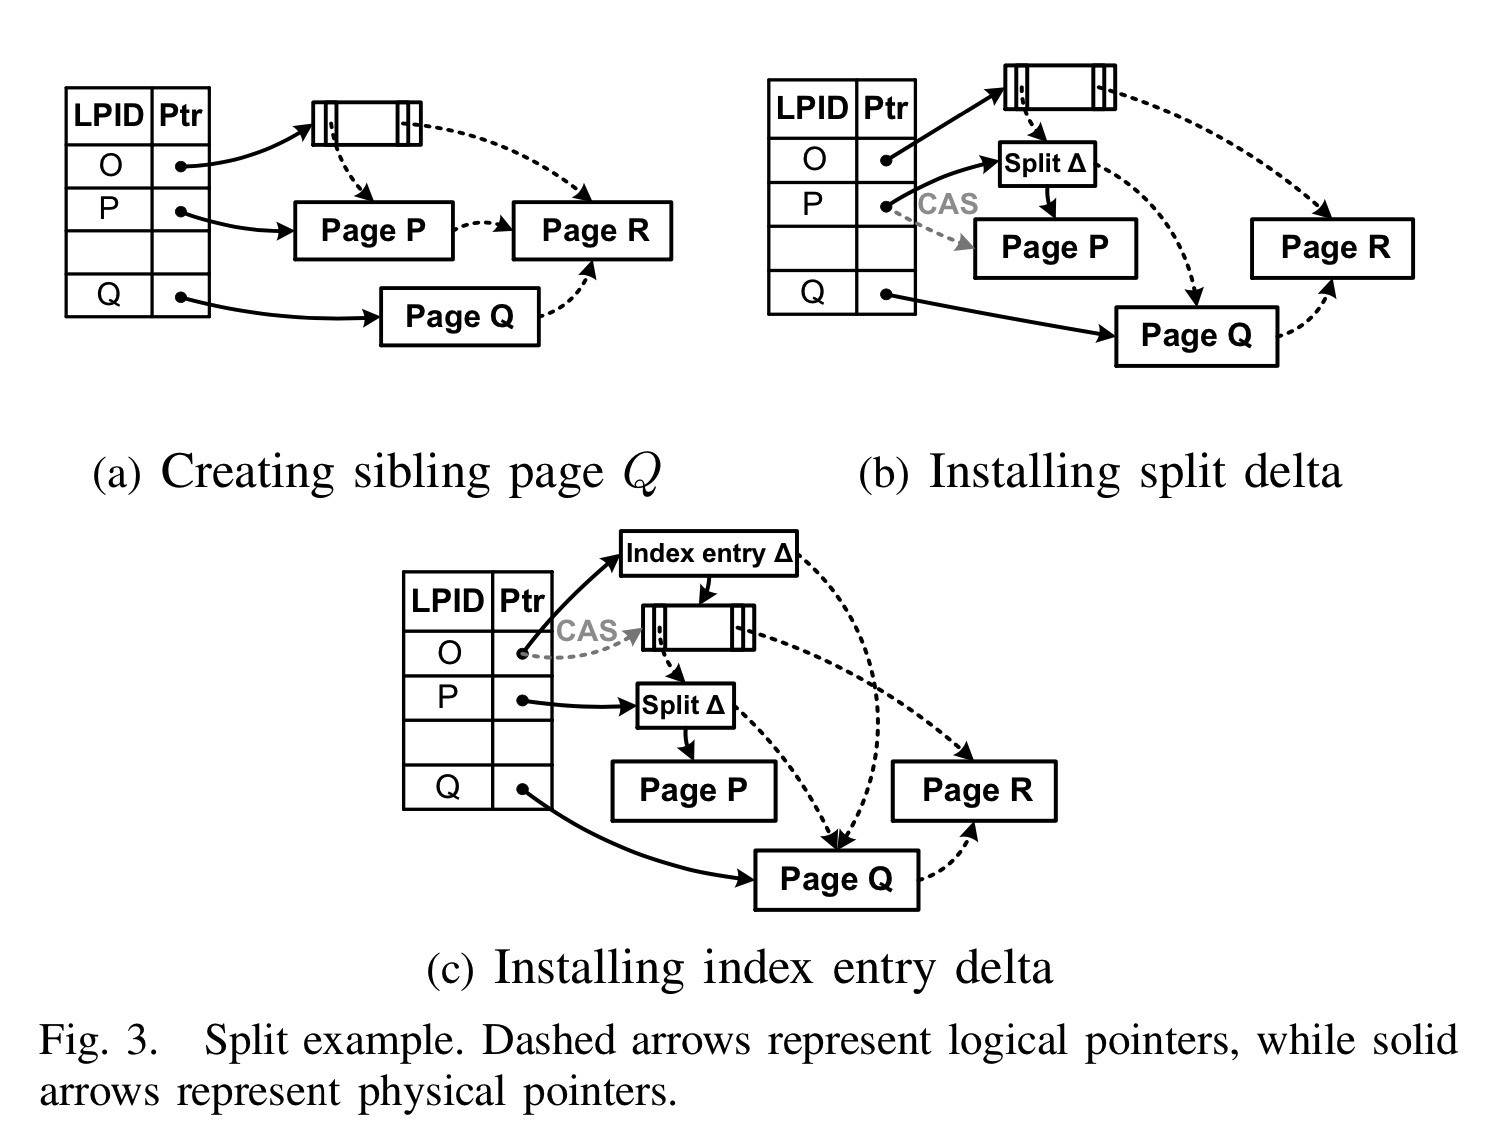 LPID Ptr
O
P
Q
Page P
Page R
Page Q
(a) Creating sibling page Q
LPID Ptr
O
P
Q
CAS
Split Δ
Page P
Page R
Page Q
(b) Installing split delta
LPID Ptr
O
P
Q
CAS
Index entry Δ
Split Δ
Page P
Page R
Page Q
(c) Installing index entry delta
Fig. 3. Split example. Dashed arrows represent logical pointers, while solid
arrows represent physical pointers.